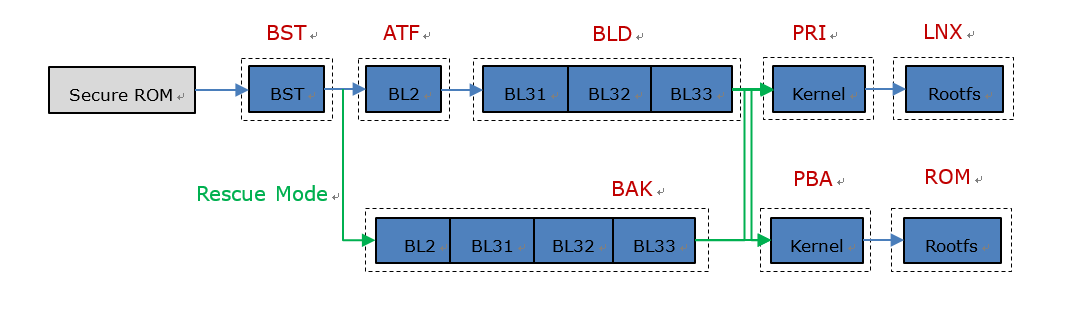 BST
ATF
BLD
PRI
LNX
Secure ROM
BST
BL2
BL31
BL32
BL33
Kernel
Rootfs
Rescue Mode
BAK
PBA
ROM
BL2
BL31
BL32
BL33
Kernel
Rootfs